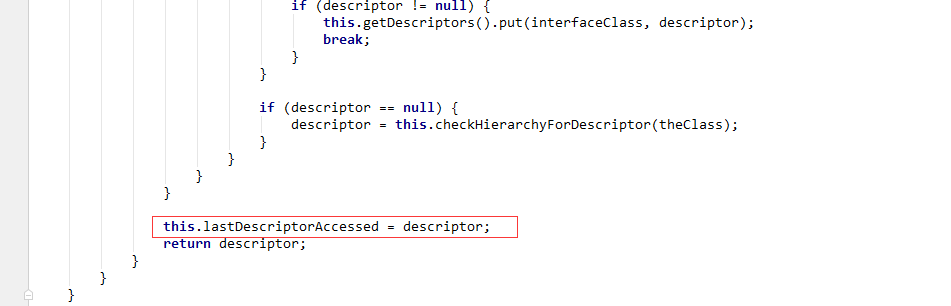 if (descriptor != null) {
this.getDescriptors().put(interfaceClass, descriptor);
break;
}
}
if (descriptor == null) {
descriptor = this.checkHierarchyForDescriptor(theClass);
}
}
}
}
this.lastDescriptorAccessed = descriptor;
return descriptor;
}
}
}